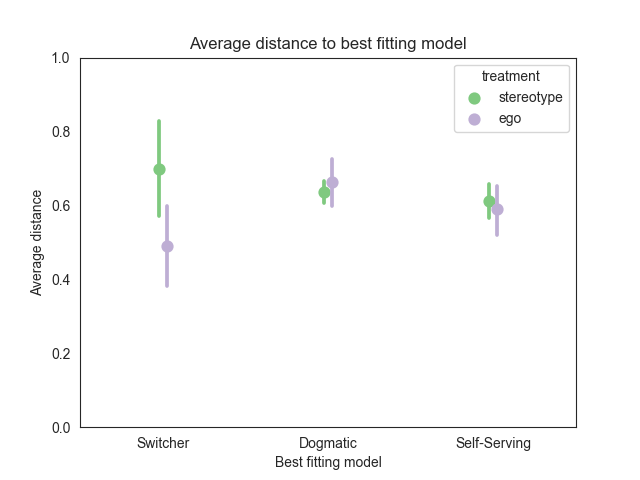 Average distance to best fitting model
treatment
stereotype
ego
Average distance
1.0
0.8
0.6
0.4
0.2
0.0
Switcher Dogmatic Self-Serving
Best fitting model